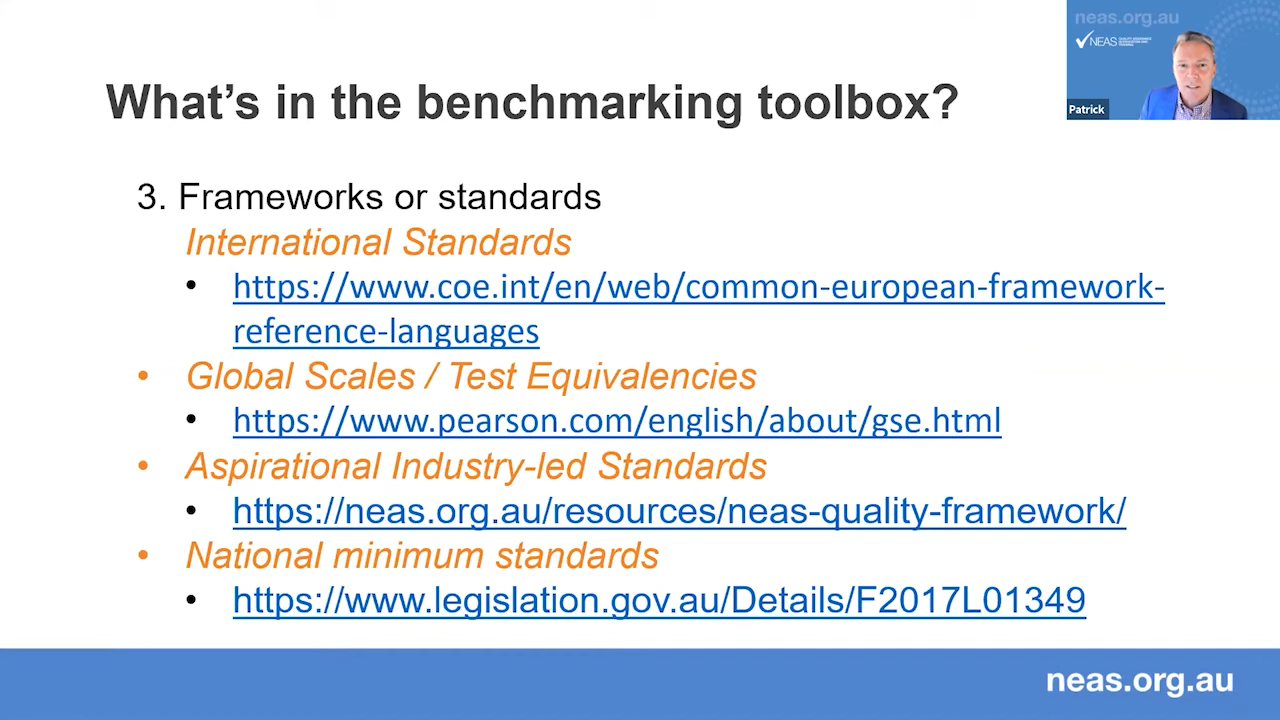 neas.org.au
NEAS
Patrick
What’s in the benchmarking toolbox?
3. Frameworks or standards
International Standards
• https://www.coe.int/en/web/common-european-framework-
reference-languages
• Global Scales / Test Equivalencies
• https://www.pearson.com/english/about/gse.html
• Aspirational Industry-led Standards
• https://neas.org.au/resources/neas-quality-framework/
• National minimum standards
• https://www.legislation.gov.au/Details/F2017L01349
neas.org.au